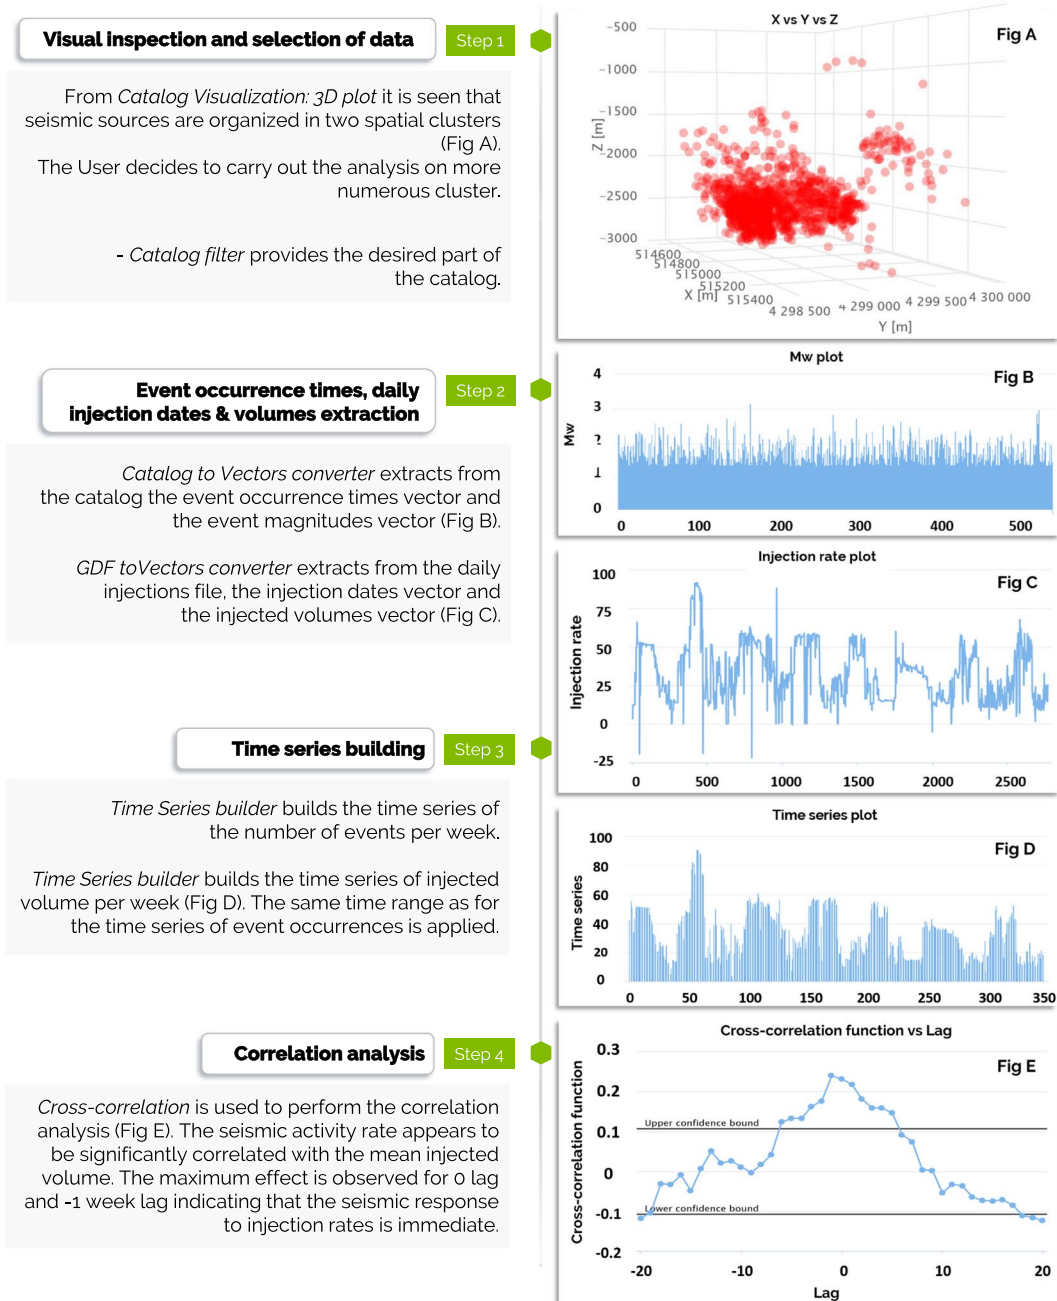 Visual inspection and selection of data
Step 1
From Catalog Visualization: 3D plot it is seen that
seismic sources are organized in two spatial clusters
(Fig A).
The User decides to carry out the analysis on more
numerous cluster.
- Catalog filter provides the desired part of
the catalog.
X vs Y vs Z
Fig A
-500
-1000
-1500
-2000
-2500
-3000
Z [m]
514600
514800
515000
515200
515400
X [m]
4 298 500
4 299 000
4 299 500
4 300 000
Y [m]
Event occurrence times, daily
injection dates & volumes extraction
Step 2
Catalog to Vectors converter extracts from
the catalog the event occurrence times vector and
the event magnitudes vector (Fig B).
GDF toVectors converter extracts from the daily
injections file, the injection dates vector and
the injected volumes vector (Fig C).
Mw plot
Fig B
4
3
2
1
0
Mw
0 100 200 300 400 500
Injection rate plot
Fig C
100
75
50
25
0
-25
Injection rate
0 500 1000 1500 2000 2500
Time series building
Step 3
Time Series builder builds the time series of
the number of events per week.
Time Series builder builds the time series of injected
volume per week (Fig D). The same time range as for
the time series of event occurrences is applied.
Time series plot
Fig D
100
80
60
40
20
0
Time series
0 50 100 150 200 250 300 350
Correlation analysis
Step 4
Cross-correlation is used to perform the correlation
analysis (Fig E). The seismic activity rate appears to
be significantly correlated with the mean injected
volume. The maximum effect is observed for 0 lag
and -1 week lag indicating that the seismic response
to injection rates is immediate.
Cross-correlation function vs Lag
Fig E
0.3
0.2
0.1
0
-0.1
-0.2
Cross-correlation function
Upper confidence bound
Lower confidence bound
-20 -10 0 10 20
Lag